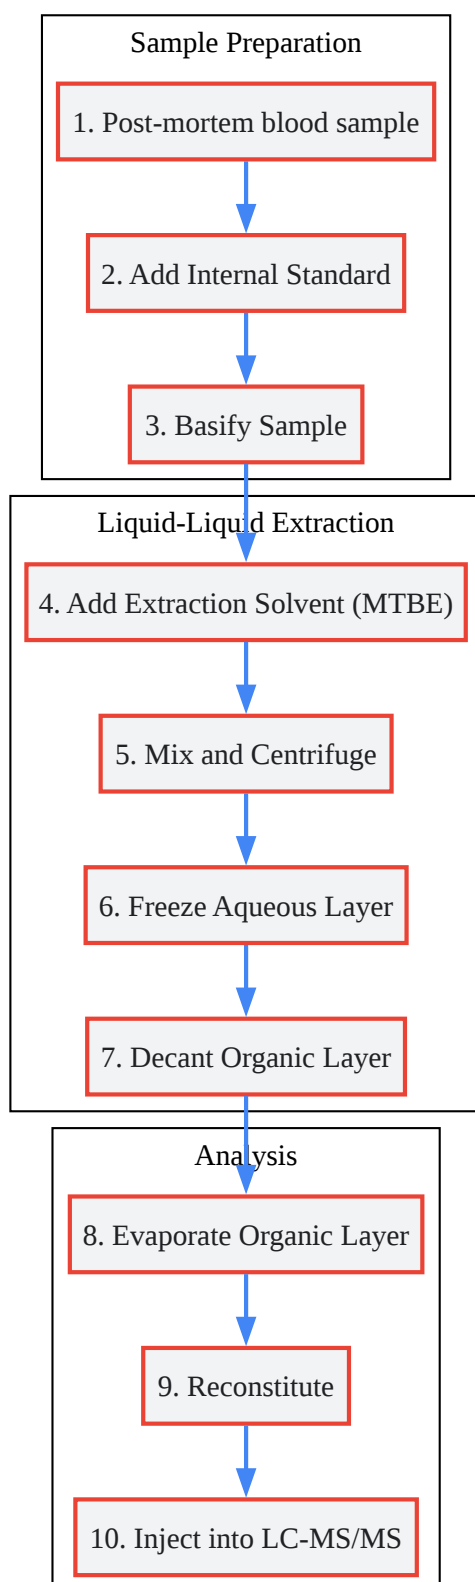 Sample Preparation
1. Post-mortem blood sample
2. Add Internal Standard
3. Basify Sample
Liquid-Liquid Extraction
4. Add Extraction Solvent (MTBE)
5. Mix and Centrifuge
6. Freeze Aqueous Layer
7. Decant Organic Layer
Analysis
8. Evaporate Organic Layer
9. Reconstitute
10. Inject into LC-MS/MS